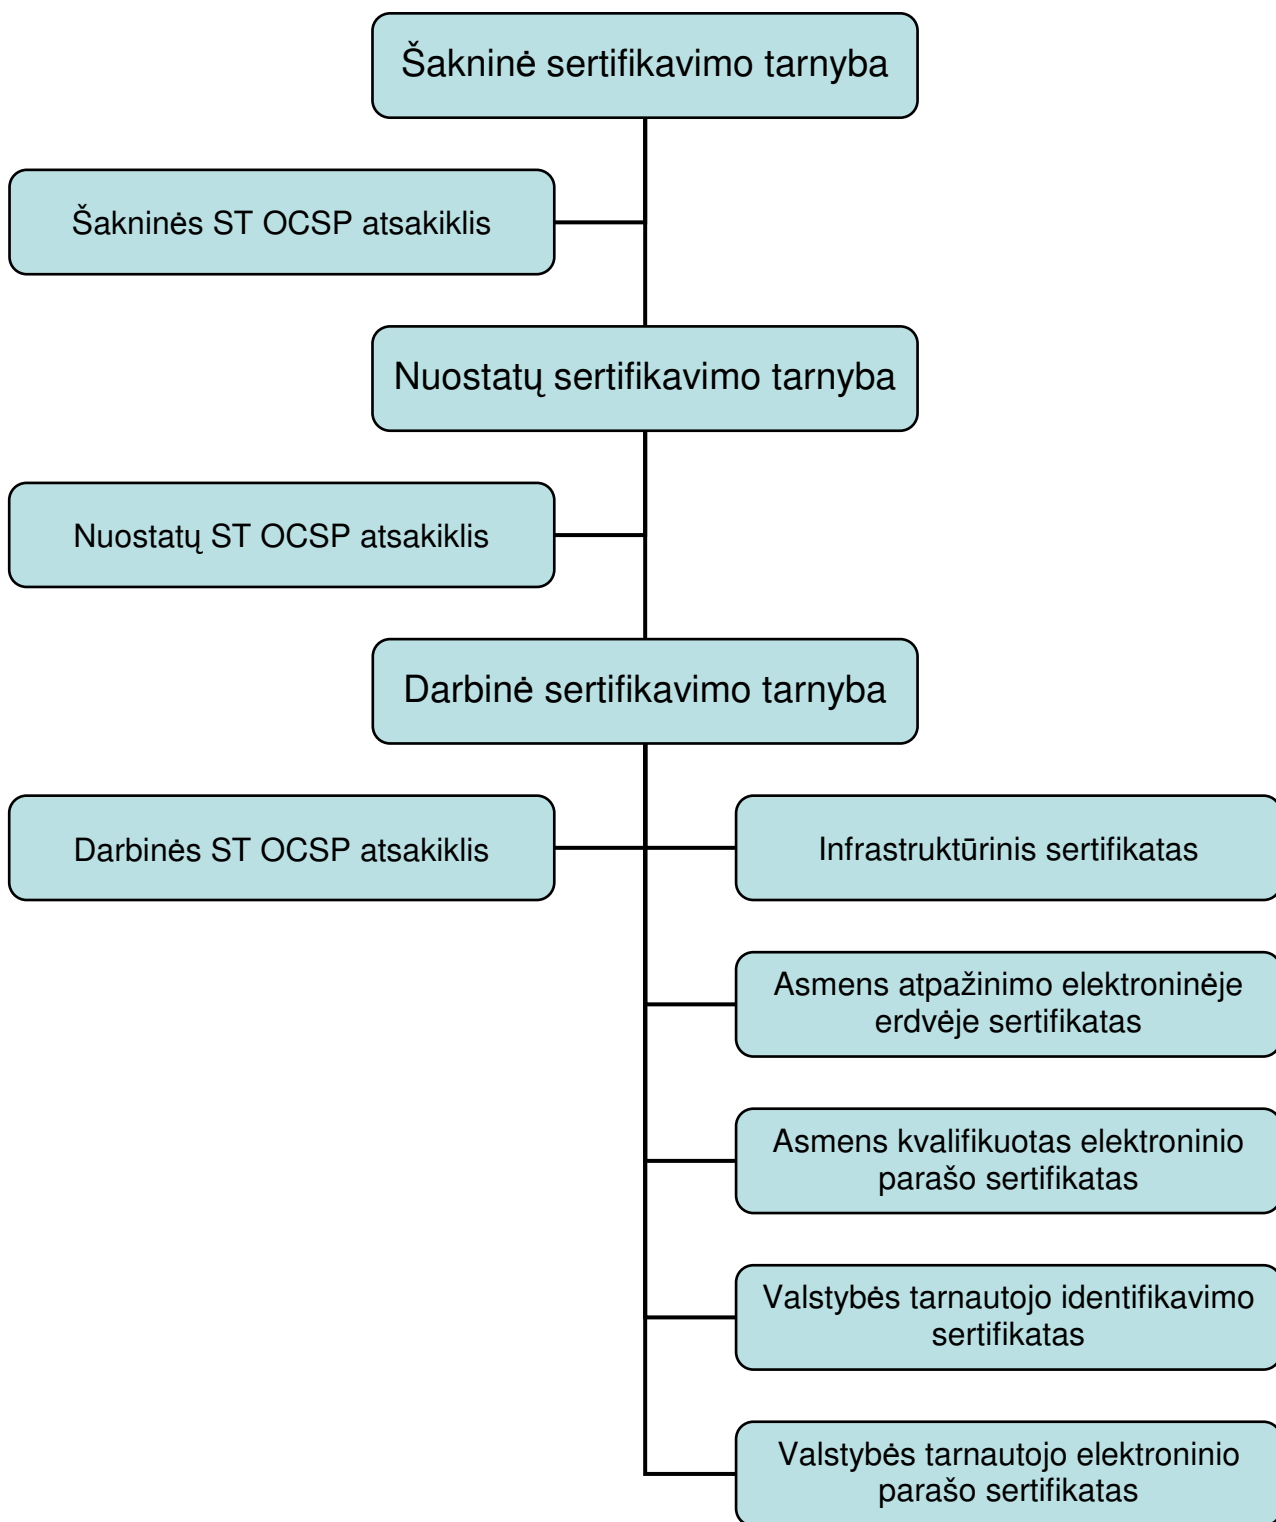 Šakninė sertifikavimo tarnyba
Šakninės ST OCSP atsakiklis
Nuostatų sertifikavimo tarnyba
Nuostatų ST OCSP atsakiklis
Darbinė sertifikavimo tarnyba
Darbinės ST OCSP atsakiklis
Infrastruktūrinis sertifikatas
Asmens atpažinimo elektroninėje
erdvėje sertifikatas
Asmens kvalifikuotas elektroninio
parašo sertifikatas
Valstybės tarnautojo identifikavimo
sertifikatas
Valstybės tarnautojo elektroninio
parašo sertifikatas